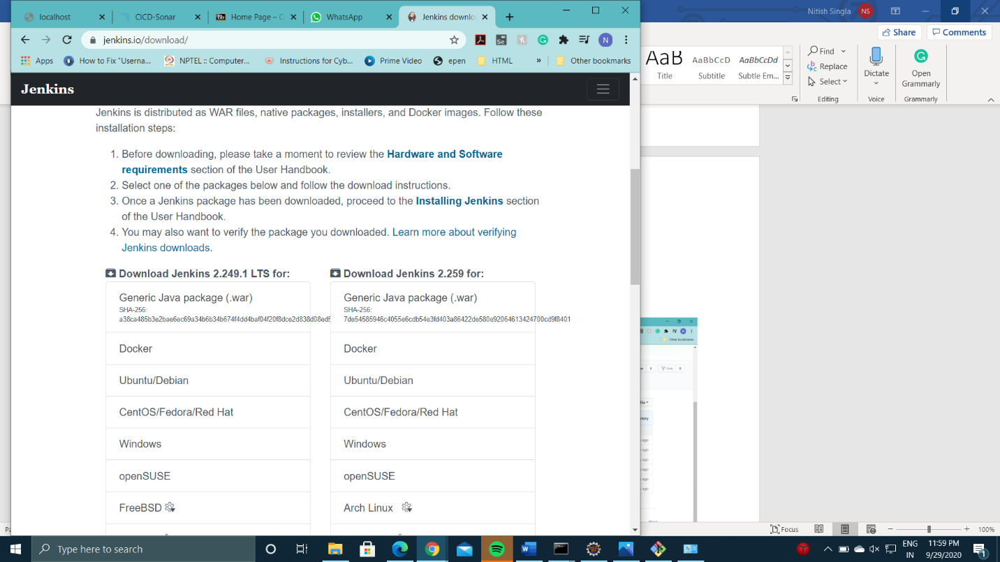 localhost
CICD-Sonar
Home Page – C
WhatsApp
Jenkins downlo
Nitish Singla
NS
jenkins.io/download/
N
Share
Comments
Apps
How to Fix "Userna...
NPTEL :: Computer...
Instructions for Cyb...
Prime Video
epen
HTML
»
Other bookmarks
AaB
Title
AaBbCcD
Subtitle
AaBbCcDd
Subtle Em...
Find
Replace
Select
Editing
Dictate
Voice
Open
Grammarly
Grammarly
Jenkins
Jenkins is distributed as WAR files, native packages, installers, and Docker images. Follow these
installation steps:
1. Before downloading, please take a moment to review the Hardware and Software
requirements section of the User Handbook.
2. Select one of the packages below and follow the download instructions.
3. Once a Jenkins package has been downloaded, proceed to the Installing Jenkins section
of the User Handbook.
4. You may also want to verify the package you downloaded. Learn more about verifying
Jenkins downloads.
Download Jenkins 2.249.1 LTS for:
Generic Java package (.war)
SHA-256:
a38ca485b3e2bae6ec69a34b6b34b674f4dd4baf04f20f8dce2d838d08ed5
Docker
Ubuntu/Debian
CentOS/Fedora/Red Hat
Windows
openSUSE
FreeBSD
Download Jenkins 2.259 for:
Generic Java package (.war)
SHA-256:
7de54585946c4055e6cdb54e3fd403a86422de580e92064613424700cd9f8401
Docker
Ubuntu/Debian
CentOS/Fedora/Red Hat
Windows
openSUSE
Arch Linux
Other bookmarks
Focus
100%
Type here to search
ENG
IN
11:59 PM
9/29/2020
1